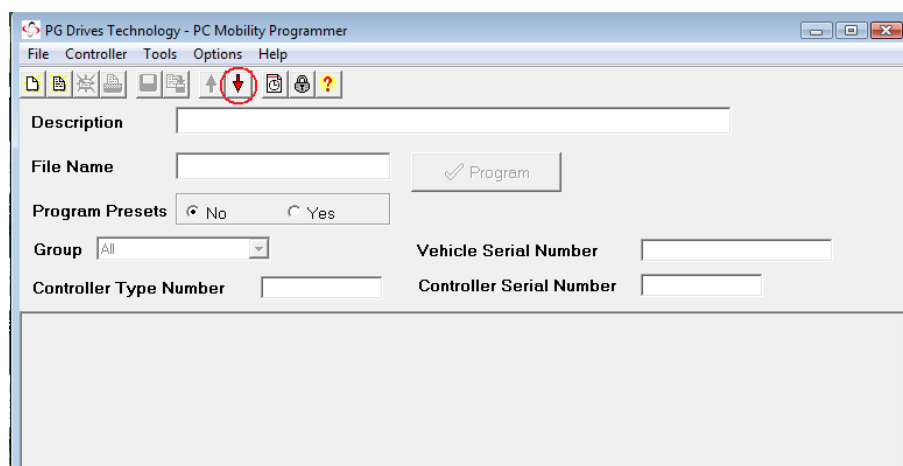 PG Drives Technology - PC Mobility Programmer
File Controller Tools Options Help
Description
File Name
Program
Program Presets No Yes
Group All Vehicle Serial Number
Controller Type Number Controller Serial Number